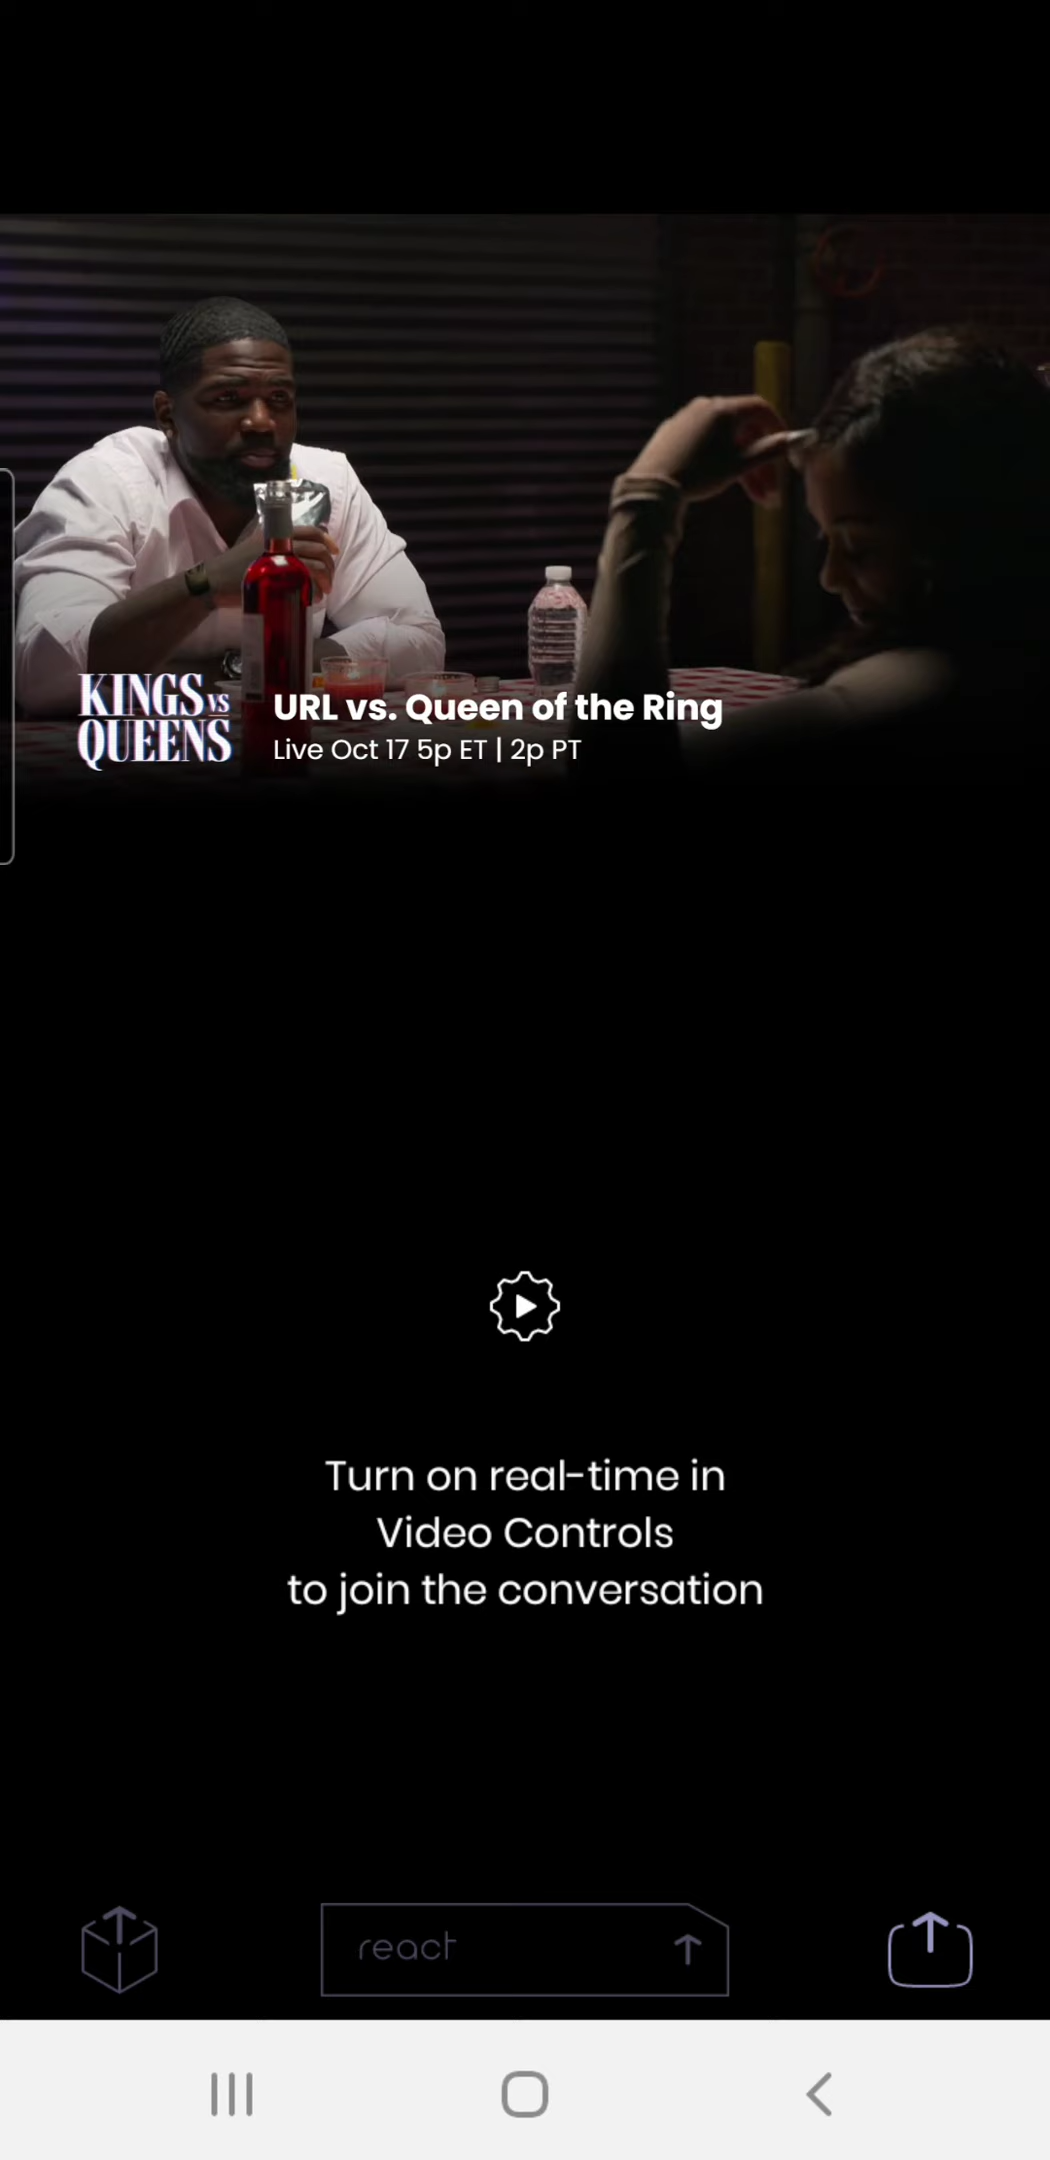 KINGS VS
QUEENS
URL vs. Queen of the Ring
Live Oct 17 5p ET | 2p PT
Turn on real-time in
Video Controls
to join the conversation
react